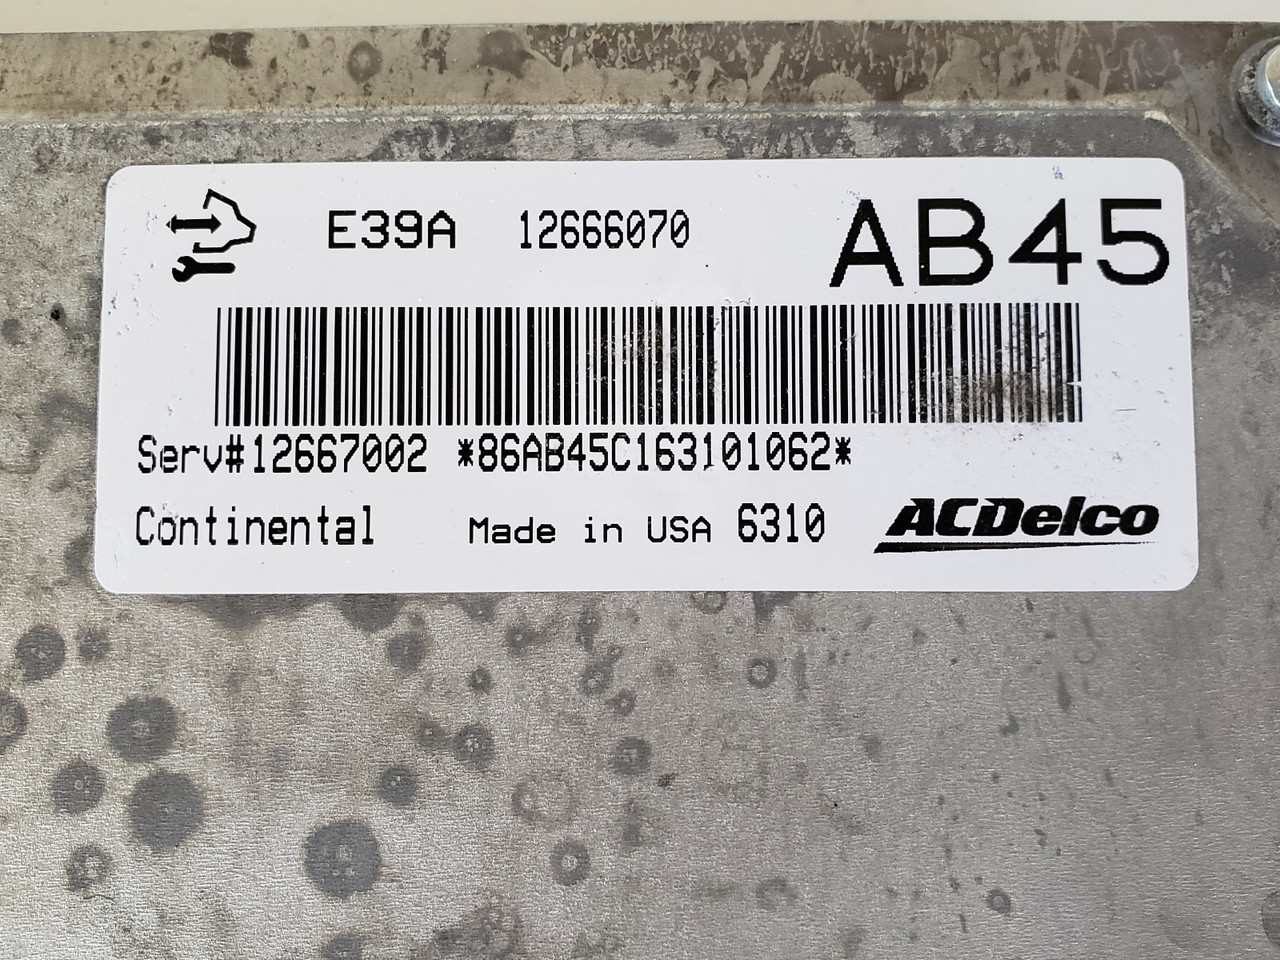 E39A 12666070 AB45
Serv#12667002 *86AB45C163101062*
Continental Made in USA 6310 ACDelco